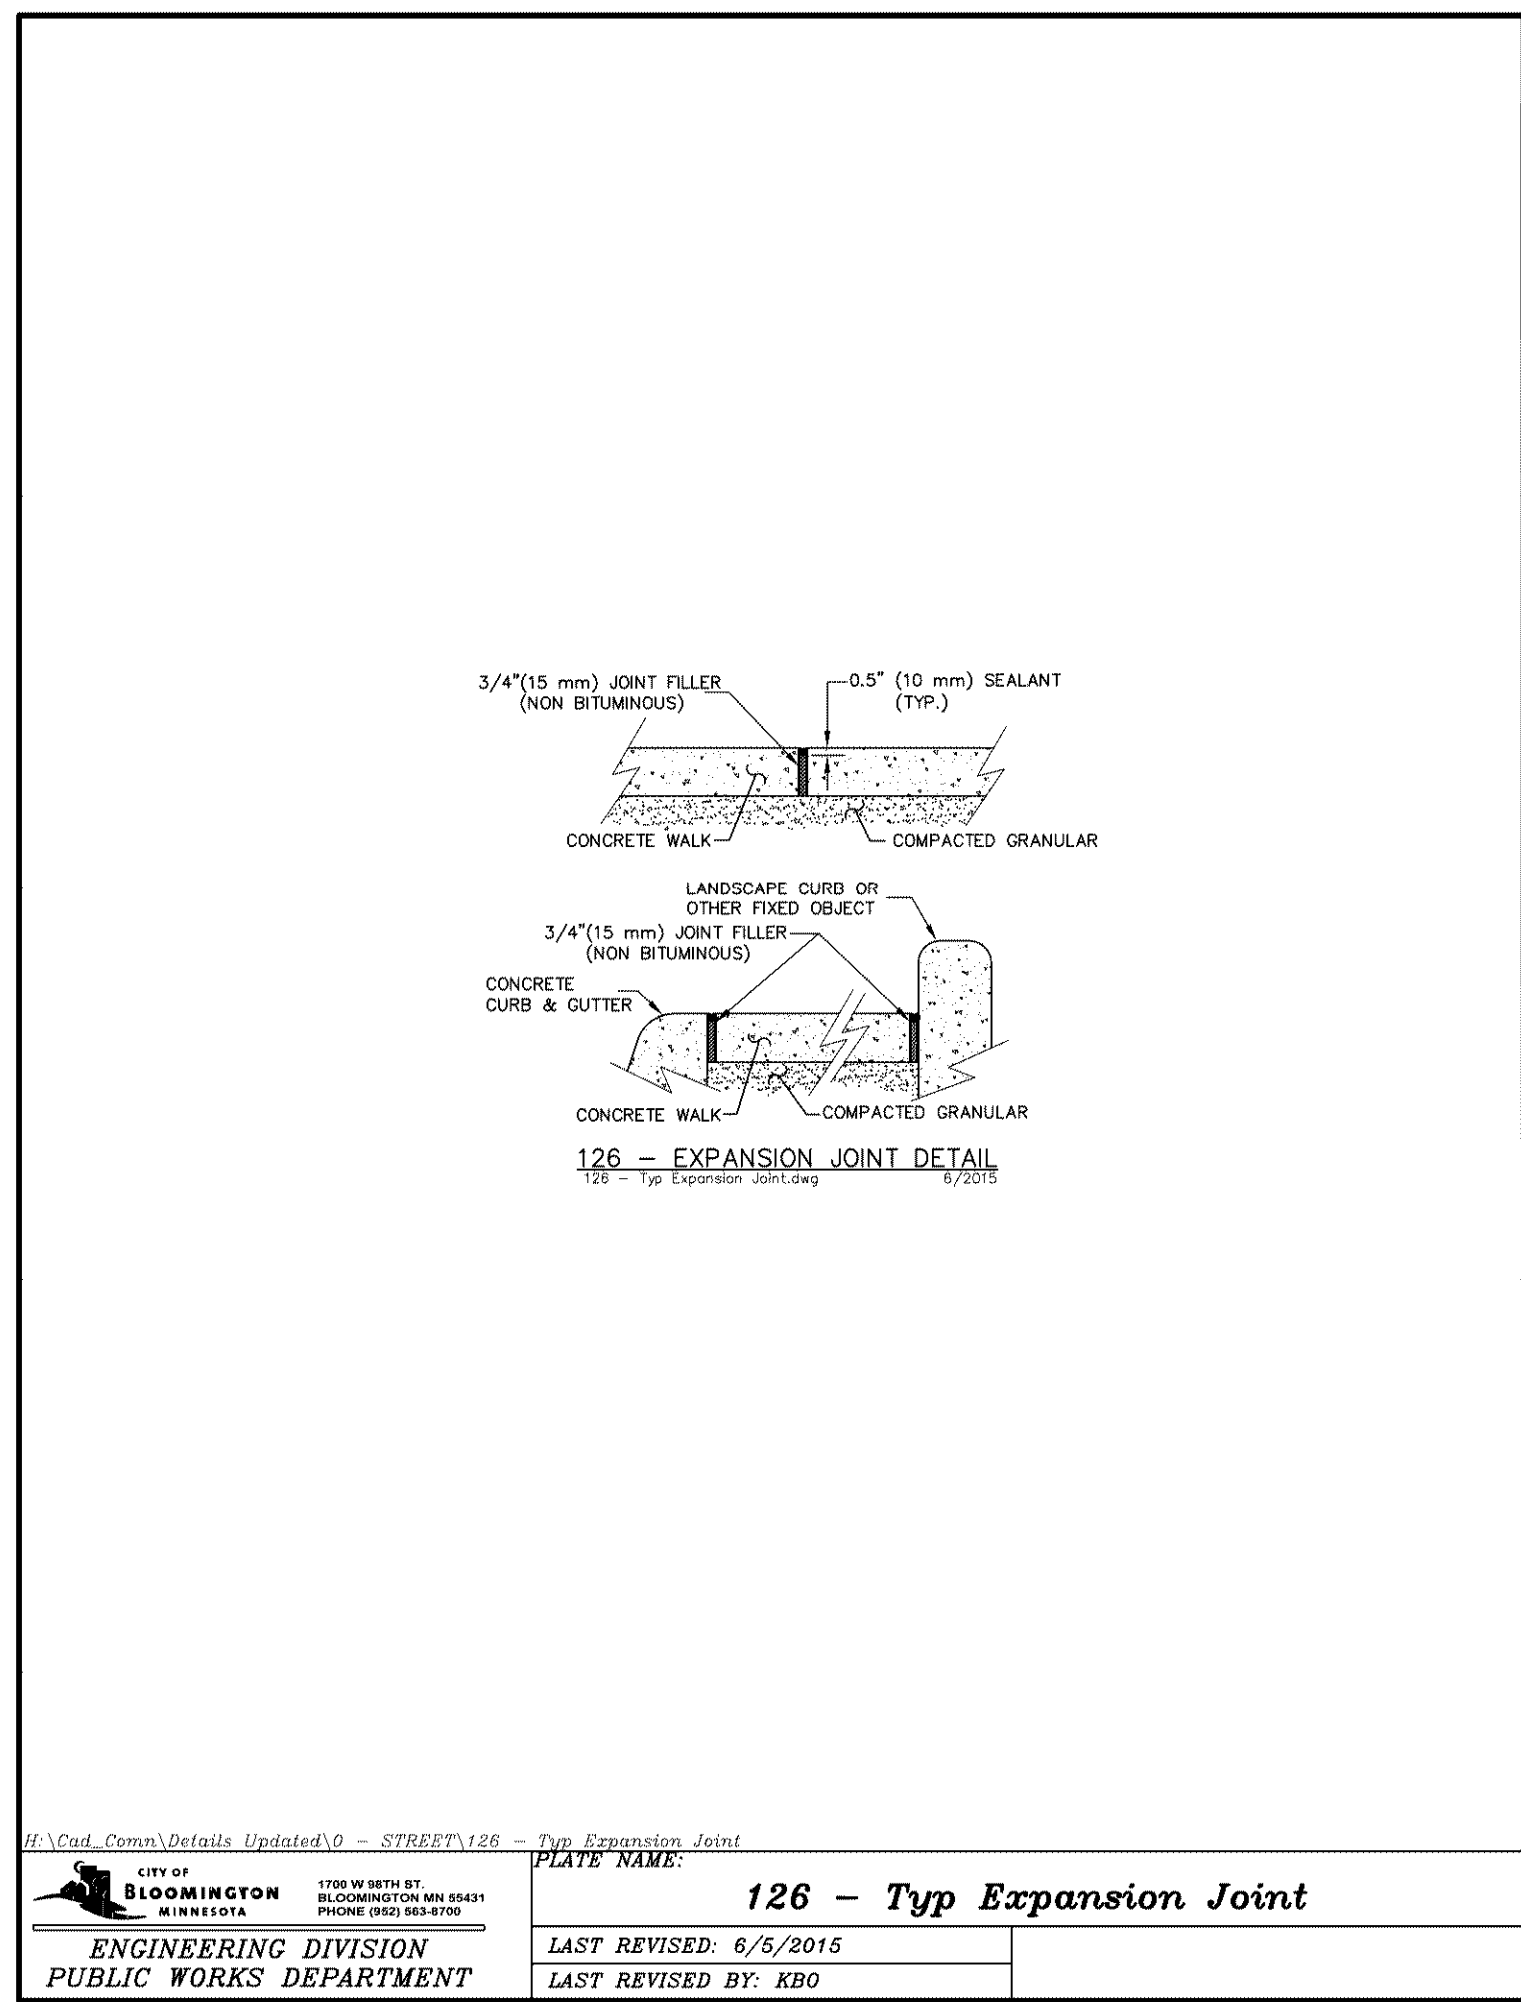 3/4"(15 mm) JOINT FILLER
(NON BITUMINOUS)
0.5" (10 mm) SEALANT
(TYP.)
CONCRETE WALK
COMPACTED GRANULAR
LANDSCAPE CURB OR
OTHER FIXED OBJECT
3/4"(15 mm) JOINT FILLER
(NON BITUMINOUS)
CONCRETE
CURB & GUTTER
CONCRETE WALK
COMPACTED GRANULAR
126 - EXPANSION JOINT DETAIL
126 - Typ Expansion Joint.dwg 6/2015
H:\Cad_Comn\Details Updated\0 - STREET\126 - Typ Expansion Joint
CITY OF
BLOOMINGTON
MINNESOTA
1700 W 98TH ST.
BLOOMINGTON MN 55431
PHONE (952) 563-8700
ENGINEERING DIVISION
PUBLIC WORKS DEPARTMENT
PLATE NAME:
126 - Typ Expansion Joint
LAST REVISED: 6/5/2015
LAST REVISED BY: KBO